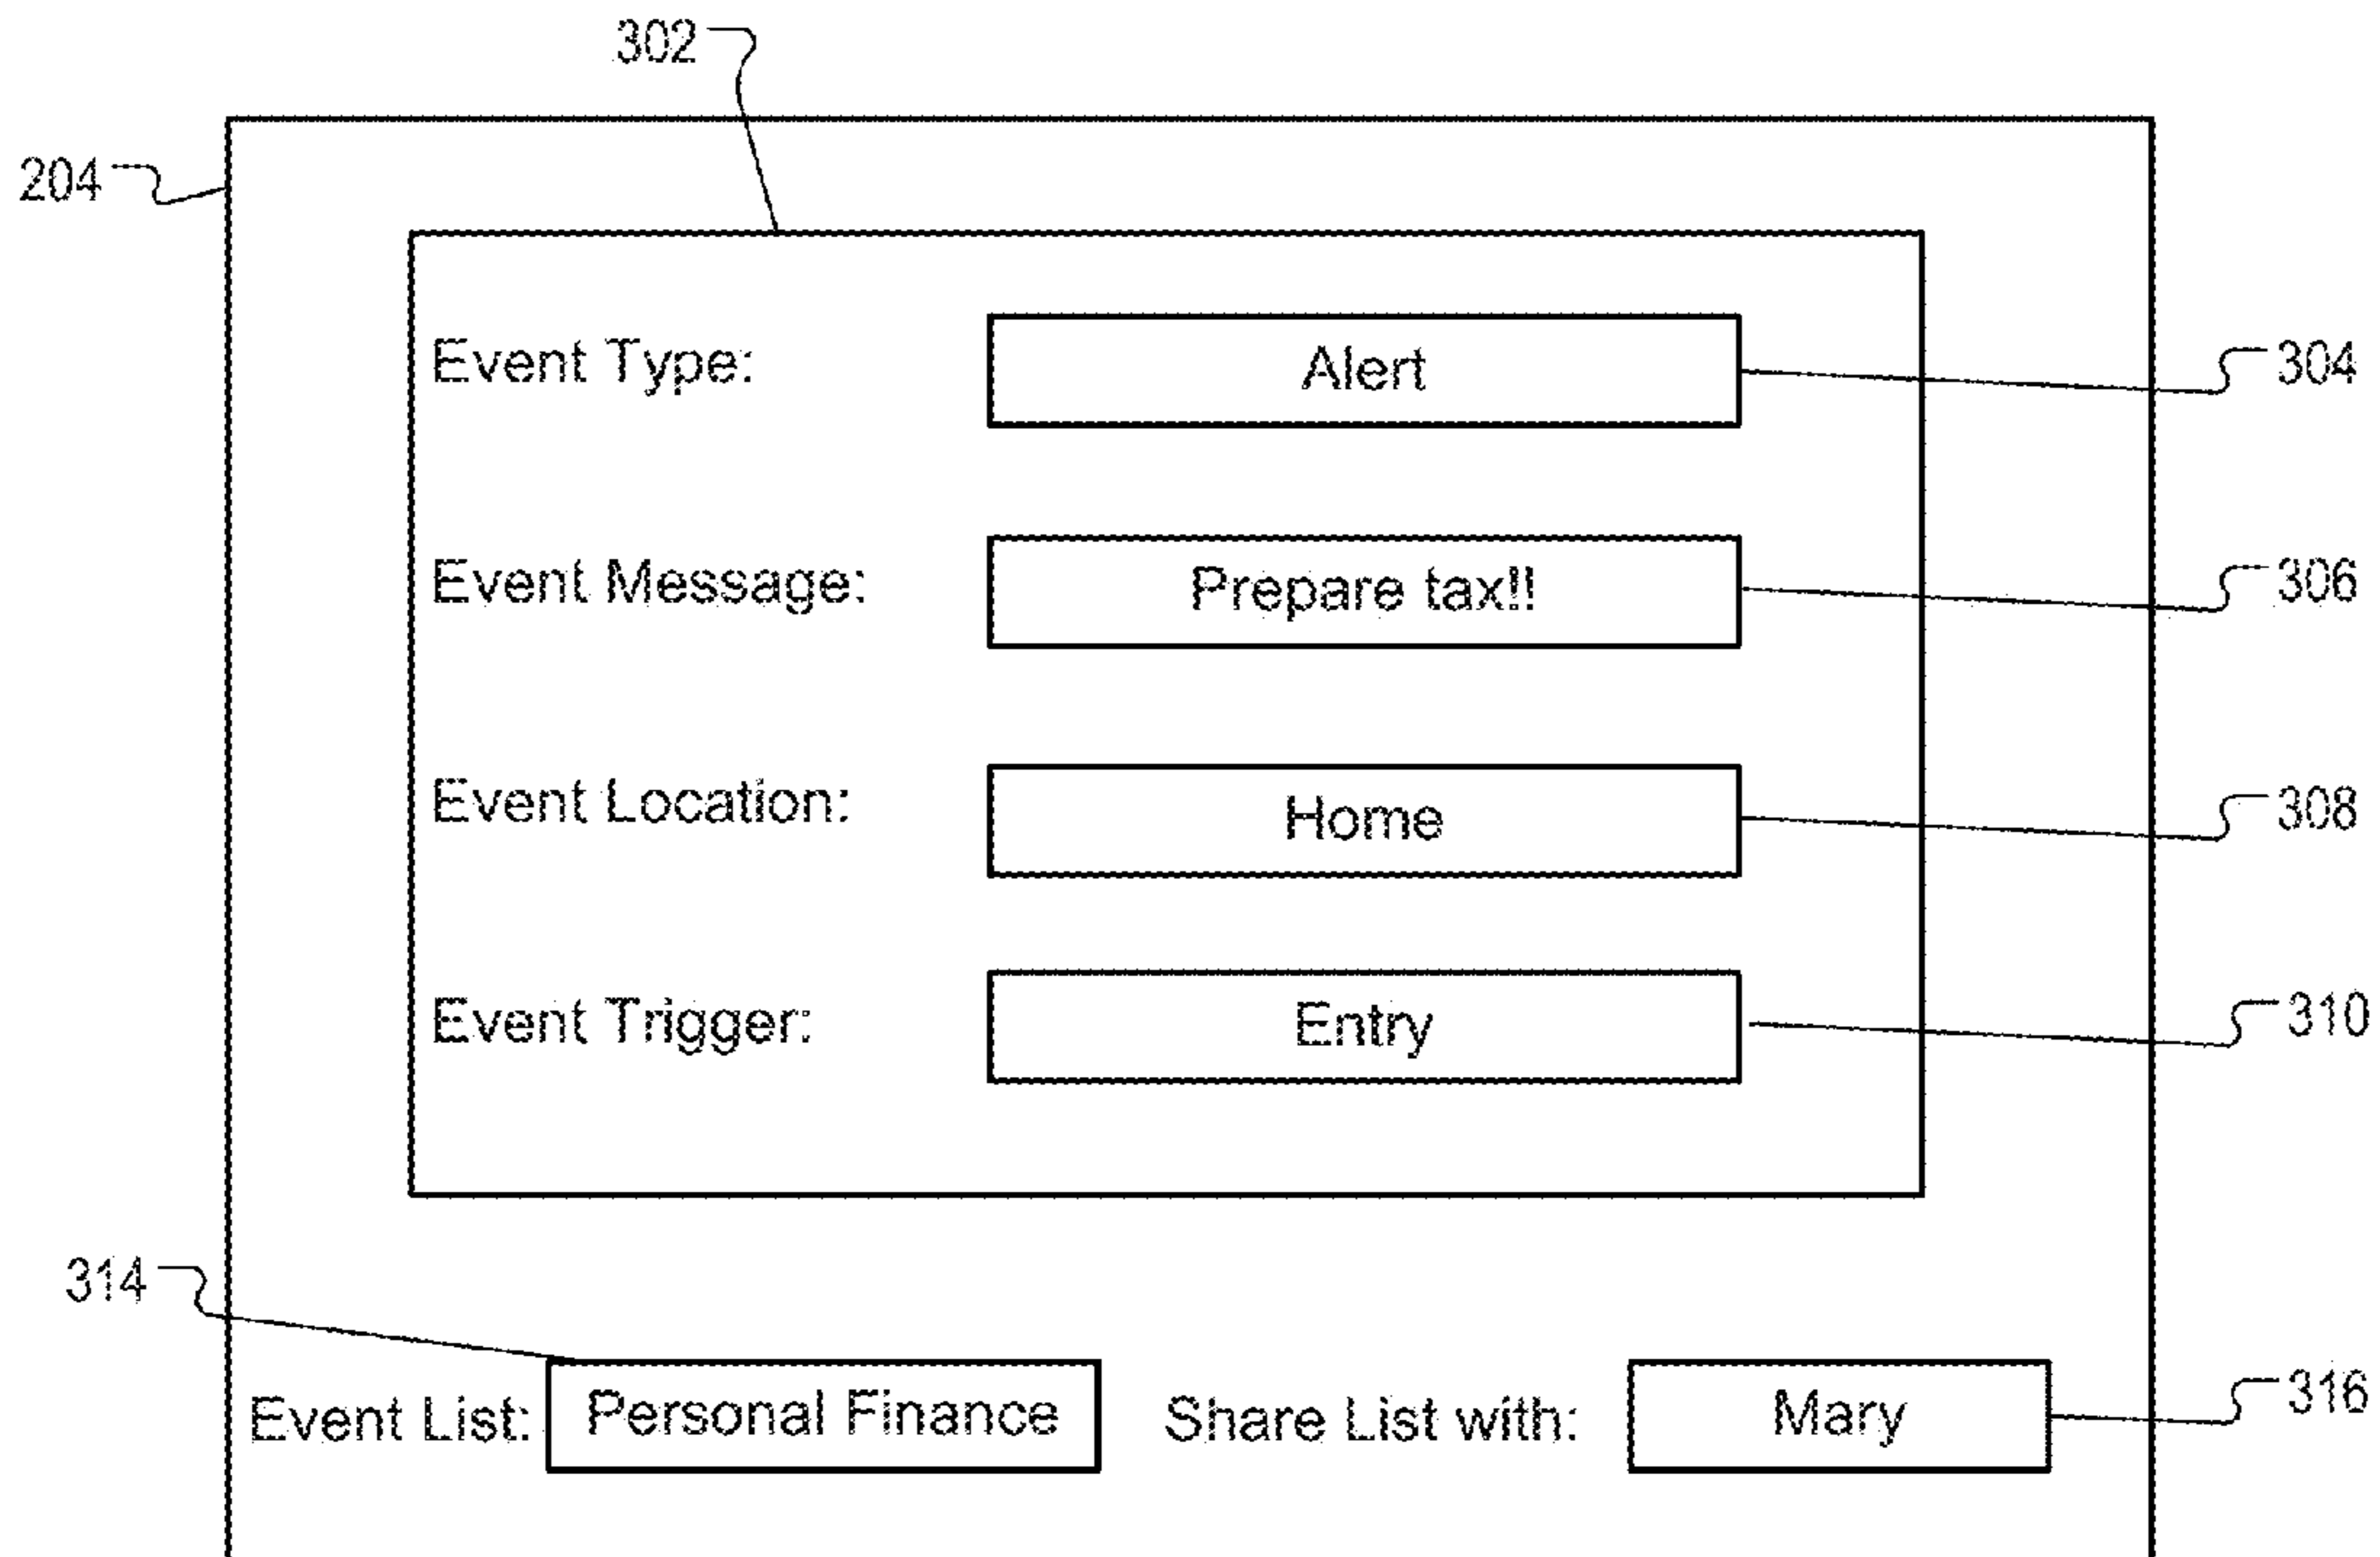 302
204
Event Type: Alert 304
Event Message: Prepare tax!! 306
Event Location: Home 308
Event Trigger: Entry 310
314
Event List: Personal Finance Share List with: Mary 316